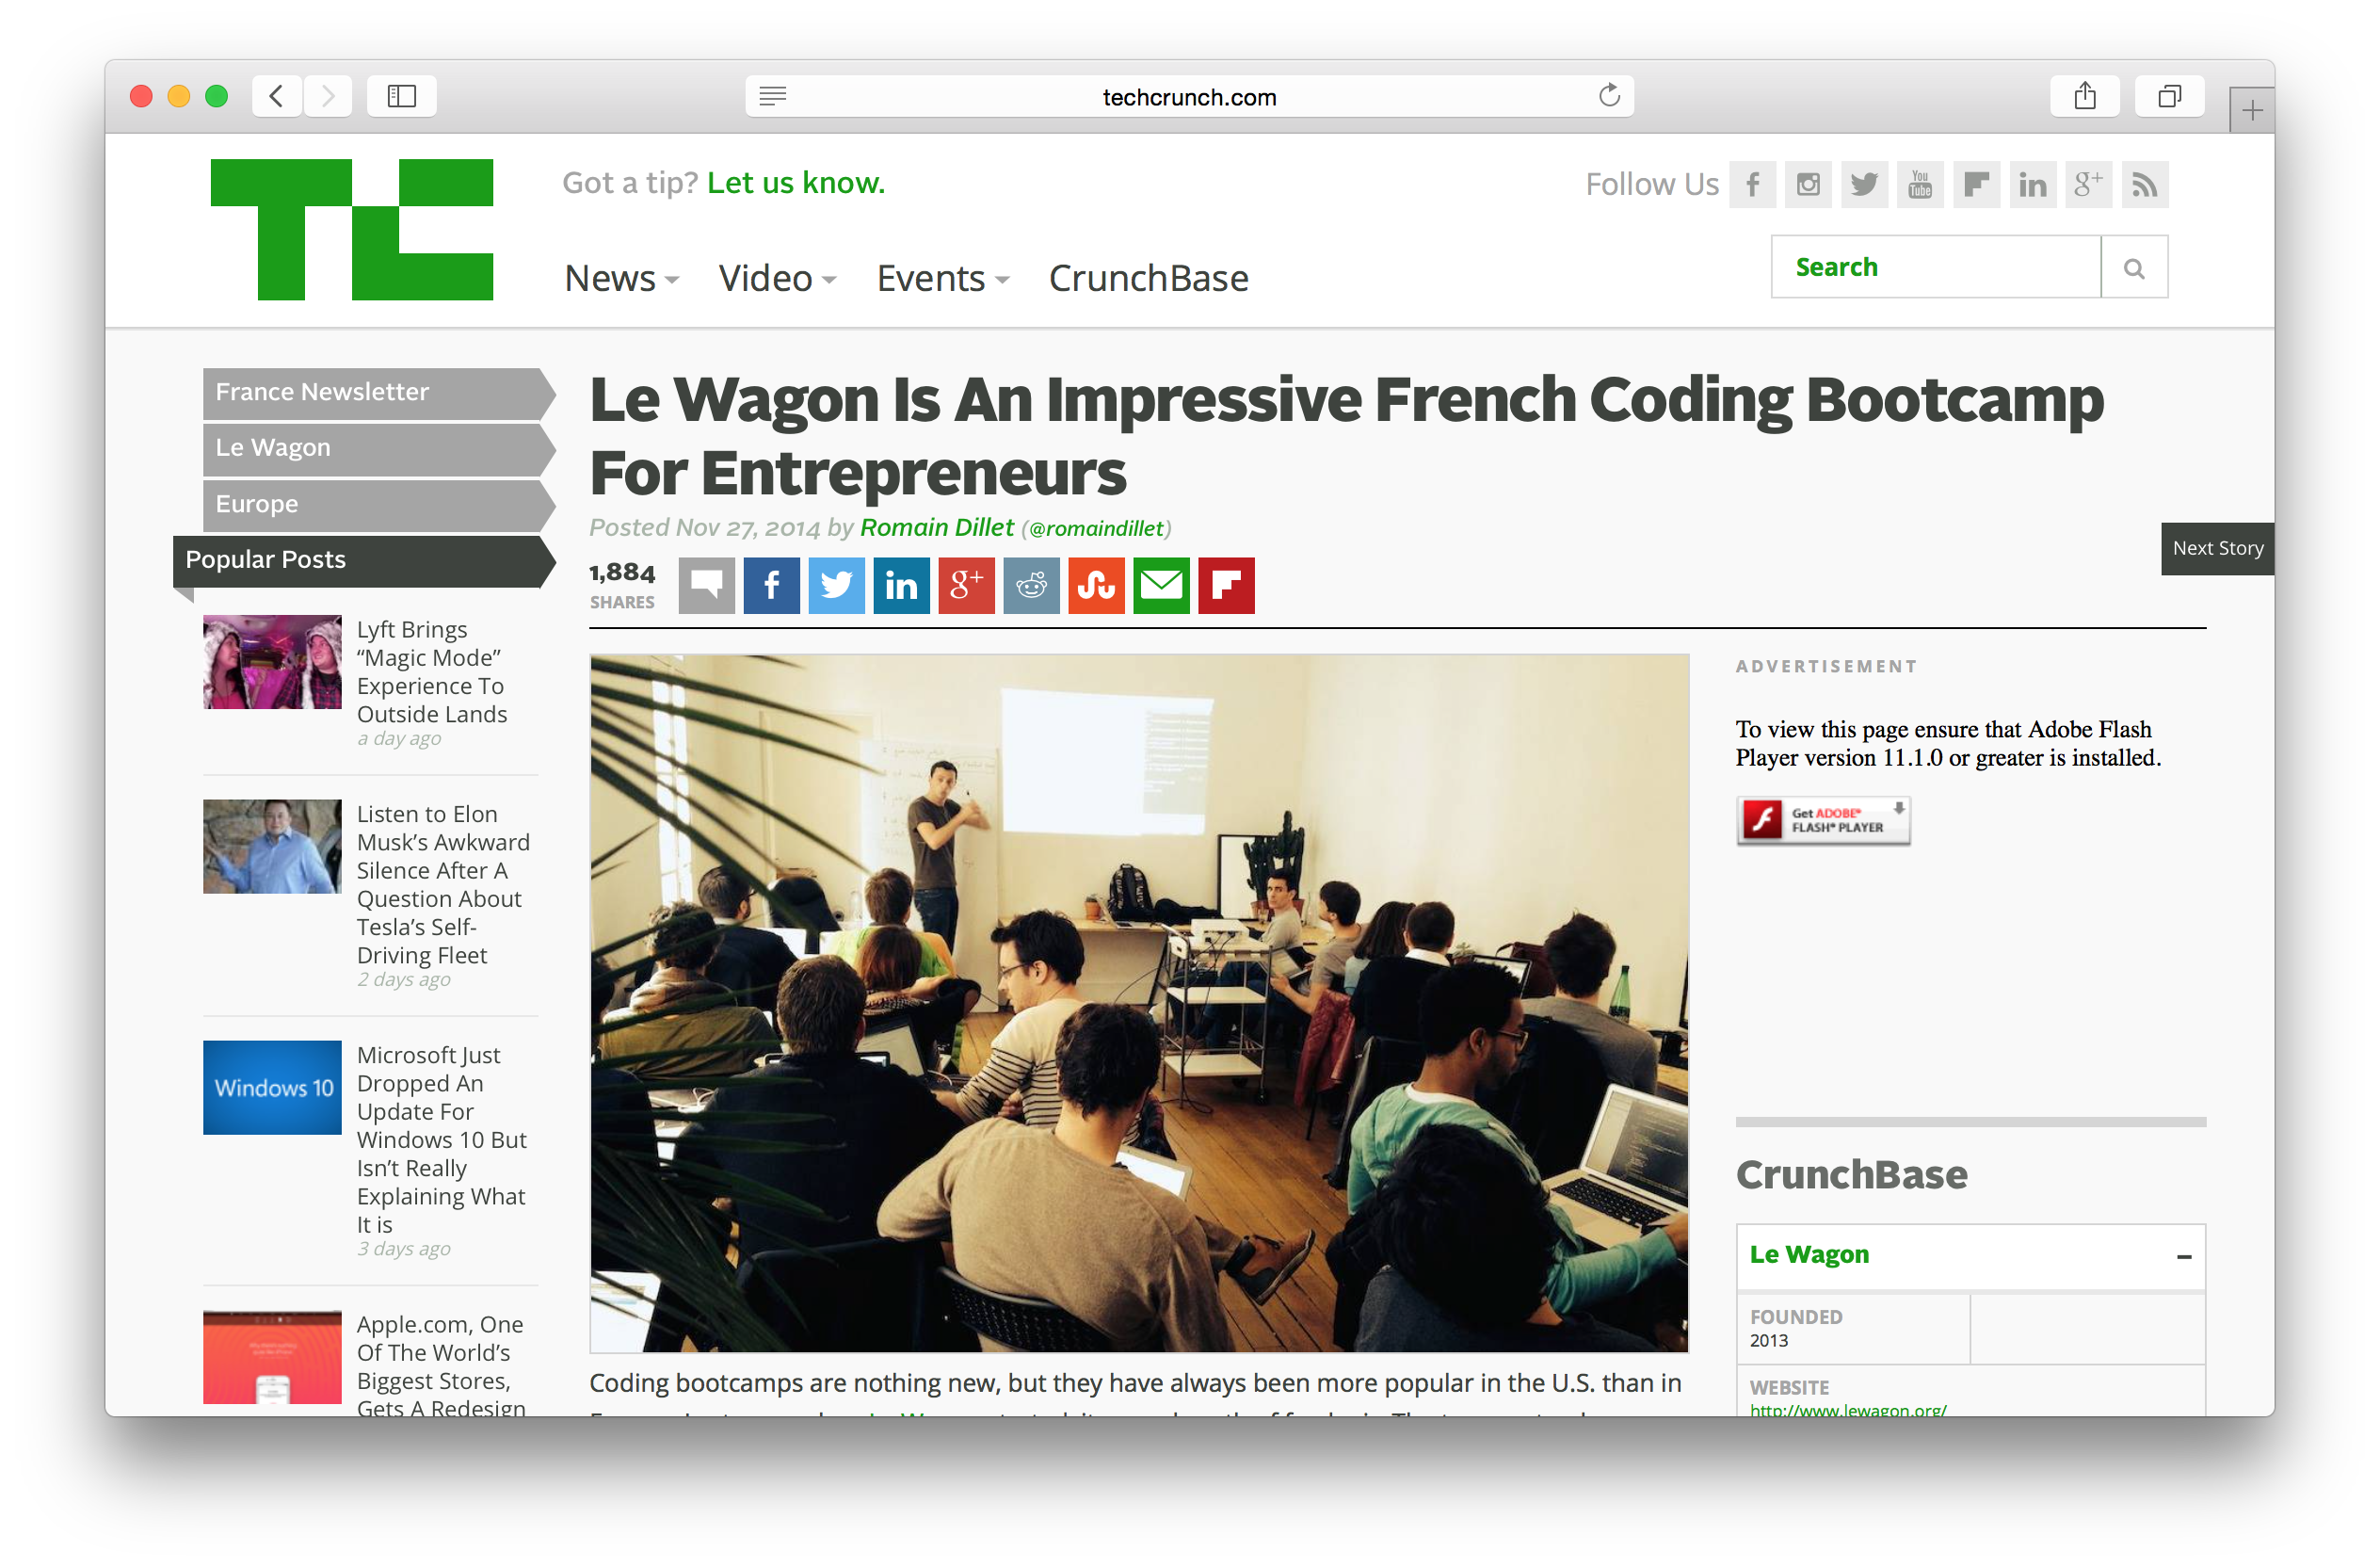 techcrunch.com
TC
Got a tip? Let us know.
Follow Us
News
Video
Events
CrunchBase
Search
France Newsletter
Le Wagon
Europe
Popular Posts
Lyft Brings
“Magic Mode”
Experience To
Outside Lands
a day ago
Listen to Elon
Musk’s Awkward
Silence After A
Question About
Tesla’s Self-
Driving Fleet
2 days ago
Windows 10
Microsoft Just
Dropped An
Update For
Windows 10 But
Isn’t Really
Explaining What
It is
3 days ago
Apple.com, One
Of The World’s
Biggest Stores,
Gets A Redesign
Le Wagon Is An Impressive French Coding Bootcamp
For Entrepreneurs
Posted Nov 27, 2014 by Romain Dillet (@romaindillet)
1,884
SHARES
Next Story
Coding bootcamps are nothing new, but they have always been more popular in the U.S. than in
ADVERTISEMENT
To view this page ensure that Adobe Flash
Player version 11.1.0 or greater is installed.
Get ADOBE®
FLASH® PLAYER
CrunchBase
Le Wagon
FOUNDED
2013
WEBSITE
http://www.lewagon.org/